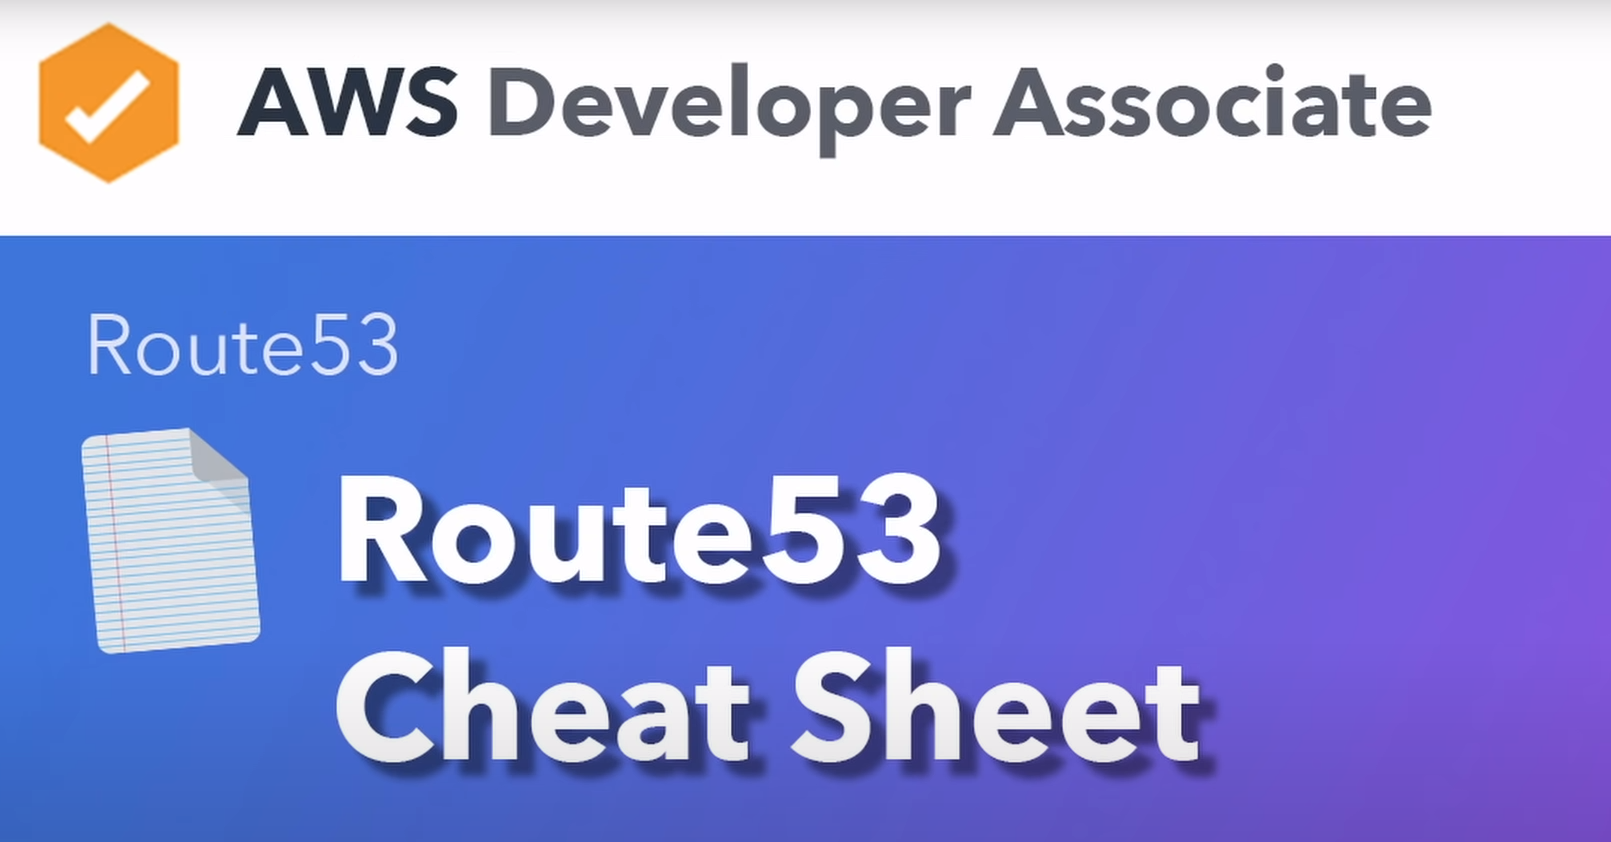 AWS Developer Associate
Route53
Route53
Cheat Sheet